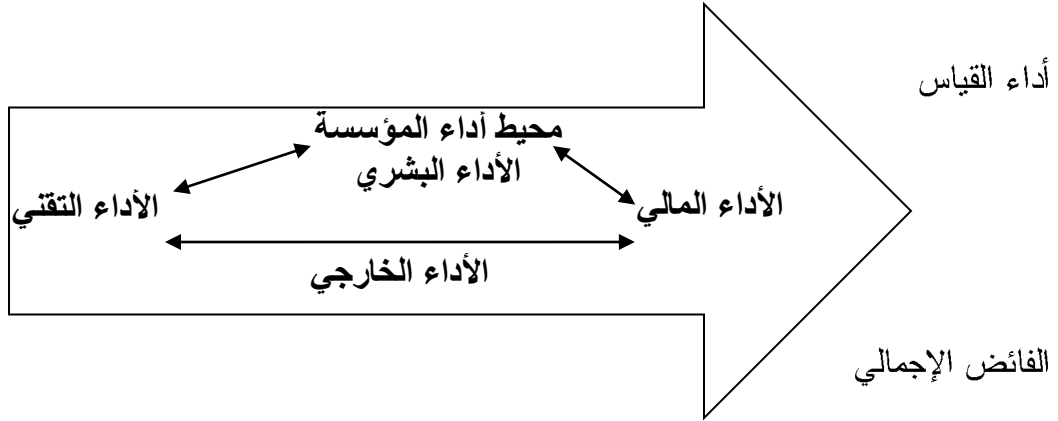 أداء القياس
محيط أداء المؤسسة
الأداء البشري
الأداء المالي
الأداء التقني
الأداء الخارجي
الفائض الإجمالي